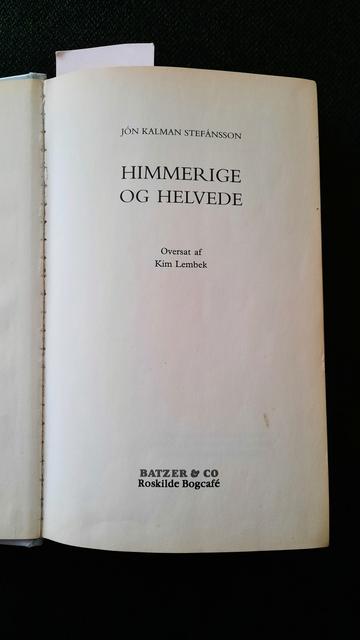 JÓN KALMAN STEFÁNSSON
HIMMERIGE
OG HELVEDE
Oversat af
Kim Lembek
BATZER & CO
Roskilde Bogcafé